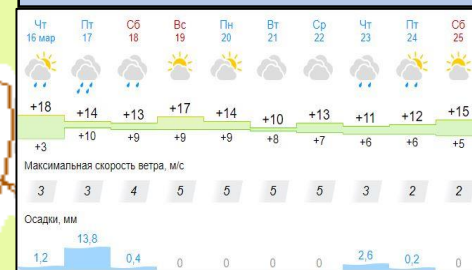 Чт Пт Сб Вс Пн Вт Ср Чт Пт Сб
16 мар 17 18 19 20 21 22 23 24 25
+18 +14 +13 +17 +14 +10 +13 +11 +12 +15
+3 +10 +9 +9 +9 +8 +7 +6 +6 +5
Максимальная скорость ветра, м/с
3 3 4 5 5 5 5 3 2 2
Осадки, мм
1,2 13,8 0,4 0 0 0 0 2,6 0,2 0